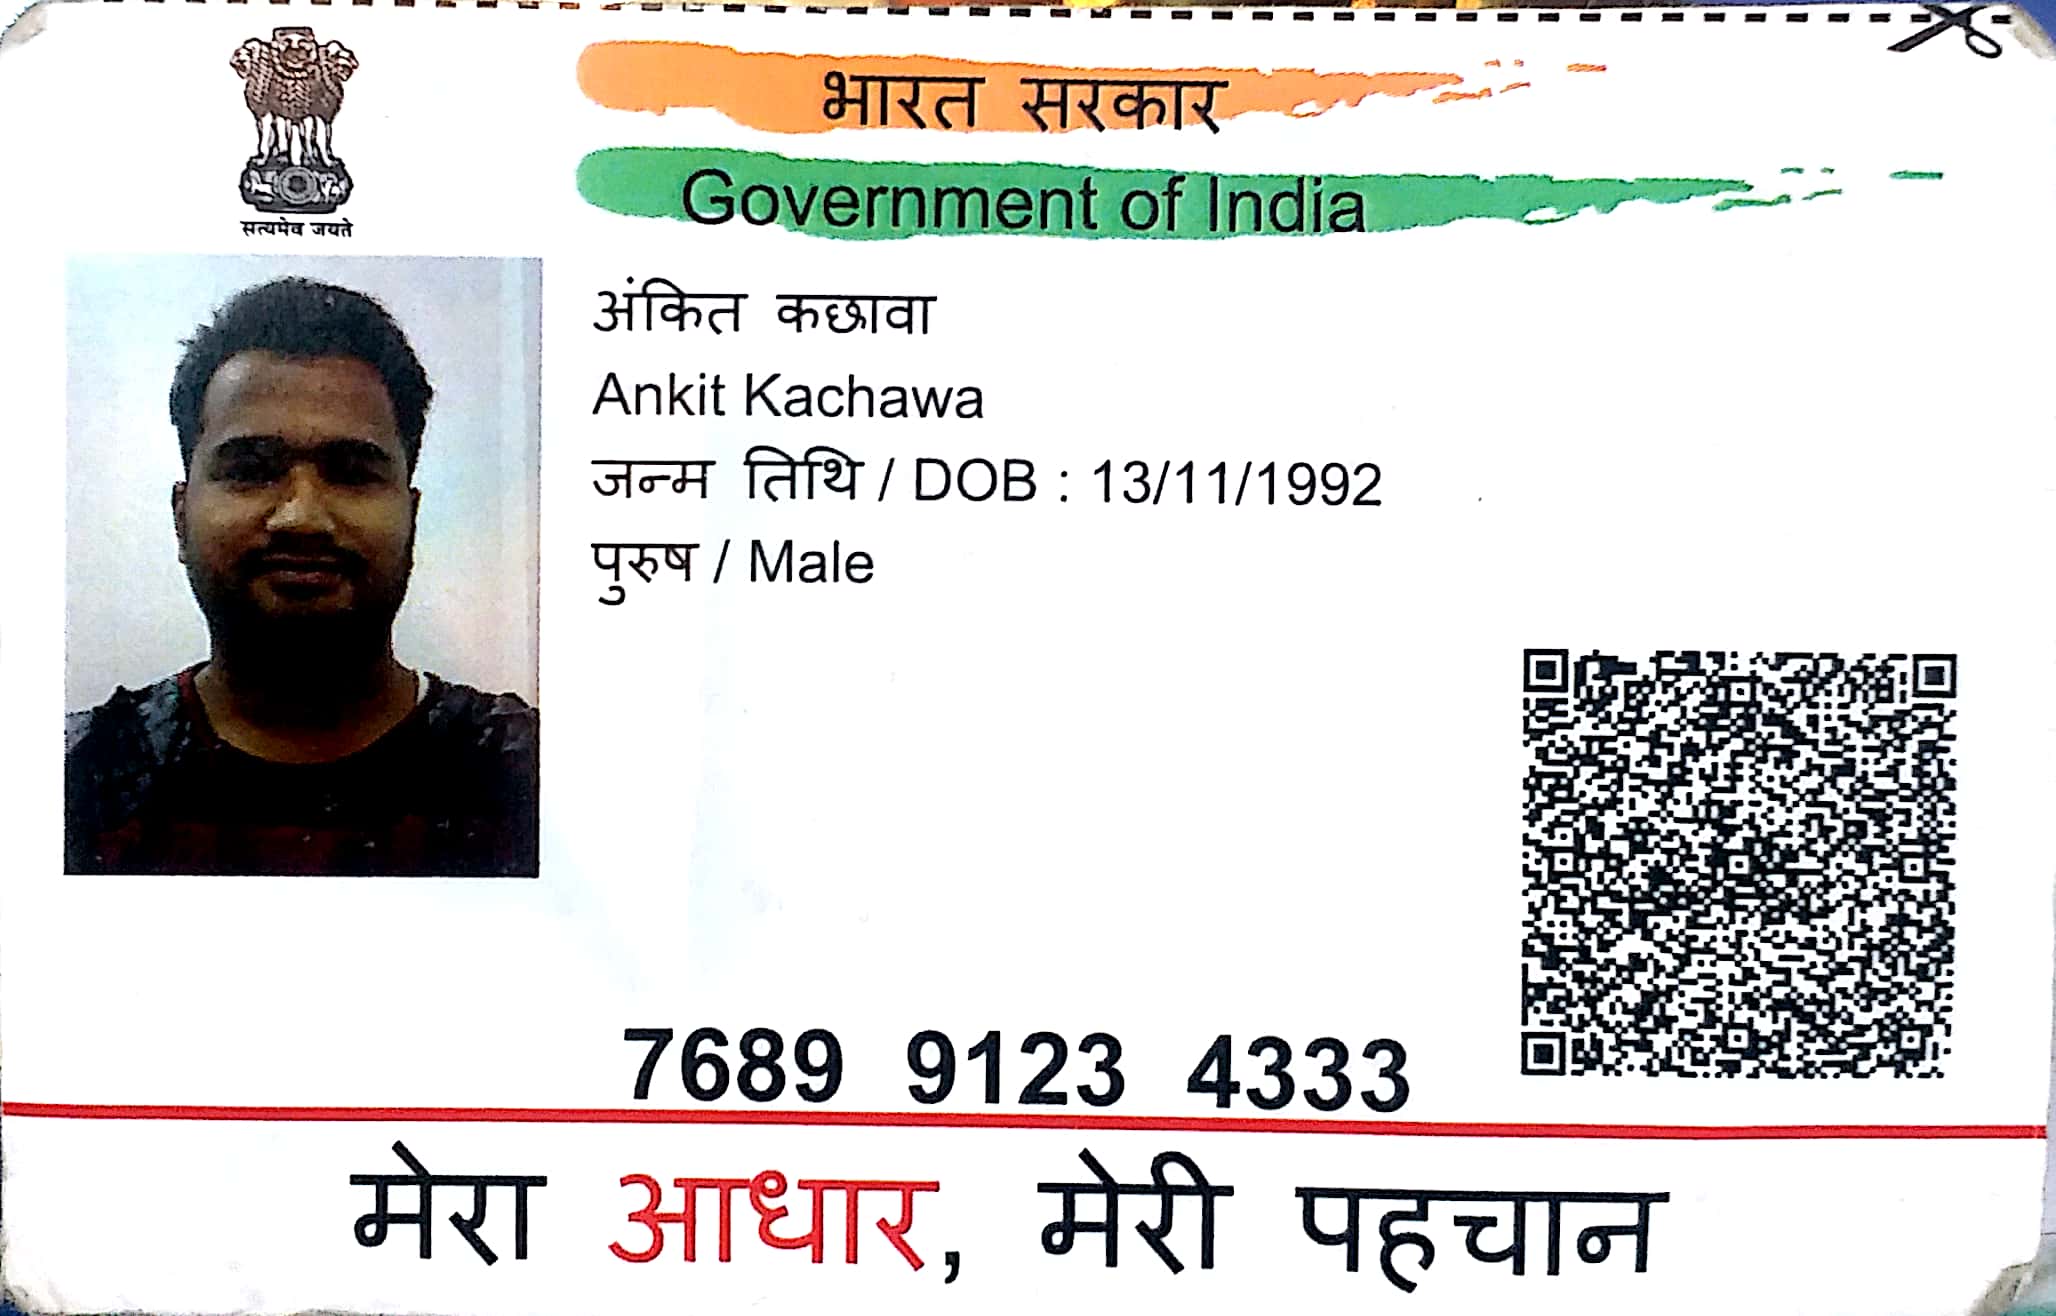 सत्यमेव जयते
भारत सरकार
Government of India
अंकित कछावा
Ankit Kachawa
जन्म तिथि / DOB : 13/11/1992
पुरुष / Male
7689 9123 4333
मेरा आधार, मेरी पहचान